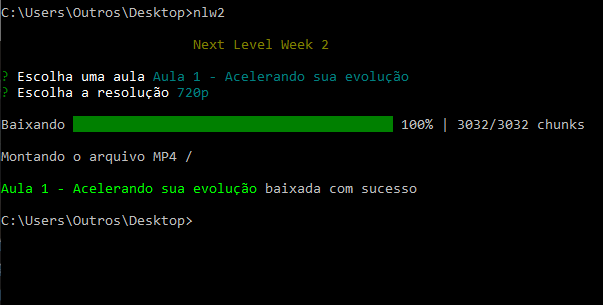 C:\Users\Outros\Desktop>nlw2
Next Level Week 2
? Escolha uma aula Aula 1 - Acelerando sua evolução
? Escolha a resolução 720p
Baixando 100% | 3032/3032 chunks
Montando o arquivo MP4 /
Aula 1 - Acelerando sua evolução baixada com sucesso
C:\Users\Outros\Desktop>